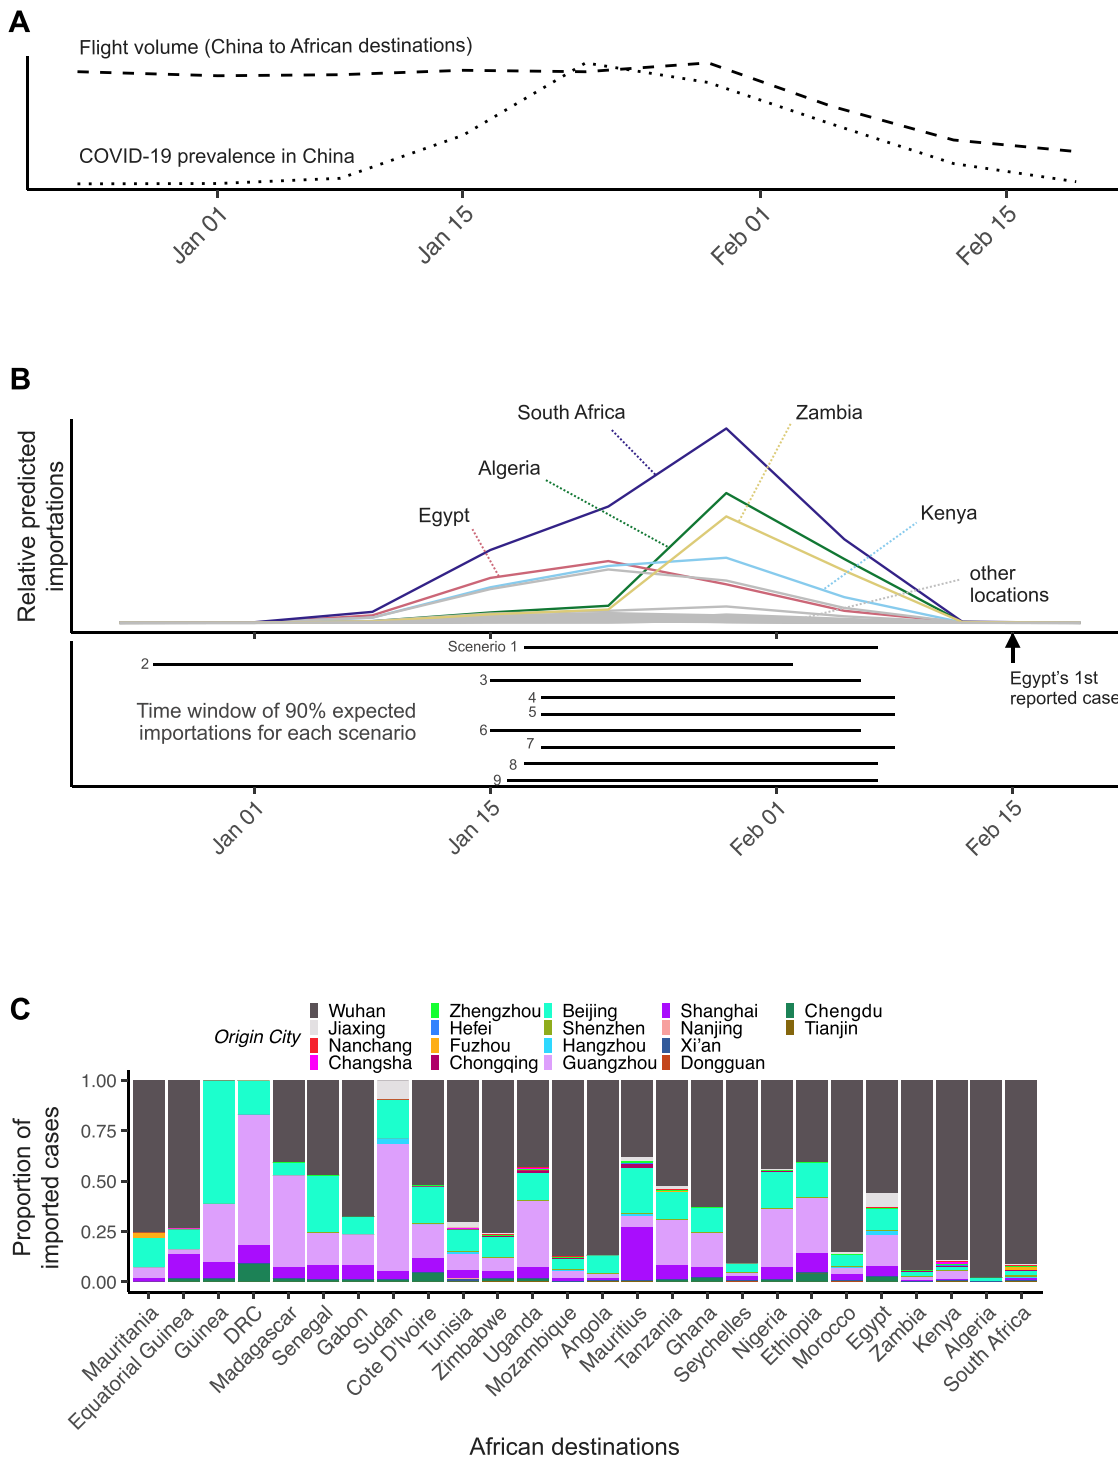 A
Flight volume (China to African destinations)
COVID-19 prevalence in China
Jan 01
Jan 15
Feb 01
Feb 15
B
Relative predicted
importations
South Africa
Zambia
Algeria
Egypt
Kenya
other
locations
Scenario 1
2
3
4
5
6
7
8
9
Time window of 90% expected
importations for each scenario
Egypt's 1st
reported case
Jan 01
Jan 15
Feb 01
Feb 15
C
Origin City
Wuhan
Jiaxing
Nanchang
Changsha
Zhengzhou
Hefei
Fuzhou
Chongqing
Beijing
Shenzhen
Hangzhou
Guangzhou
Shanghai
Nanjing
Xi'an
Dongguan
Chengdu
Tianjin
Proportion of
imported cases
1.00
0.75
0.50
0.25
0.00
Mauritania
Equatorial Guinea
Guinea
DRC
Madagascar
Senegal
Gabon
Sudan
Cote D'Ivoire
Tunisia
Zimbabwe
Uganda
Mozambique
Angola
Mauritius
Tanzania
Ghana
Seychelles
Nigeria
Ethiopia
Morocco
Egypt
Zambia
Kenya
Algeria
South Africa
African destinations